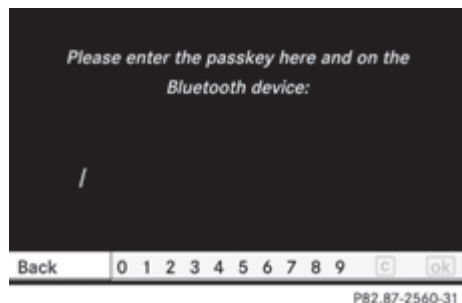 Please enter the passkey here and on the
Bluetooth device:
Back 0 1 2 3 4 5 6 7 8 9 c ok
P82.87-2560-31